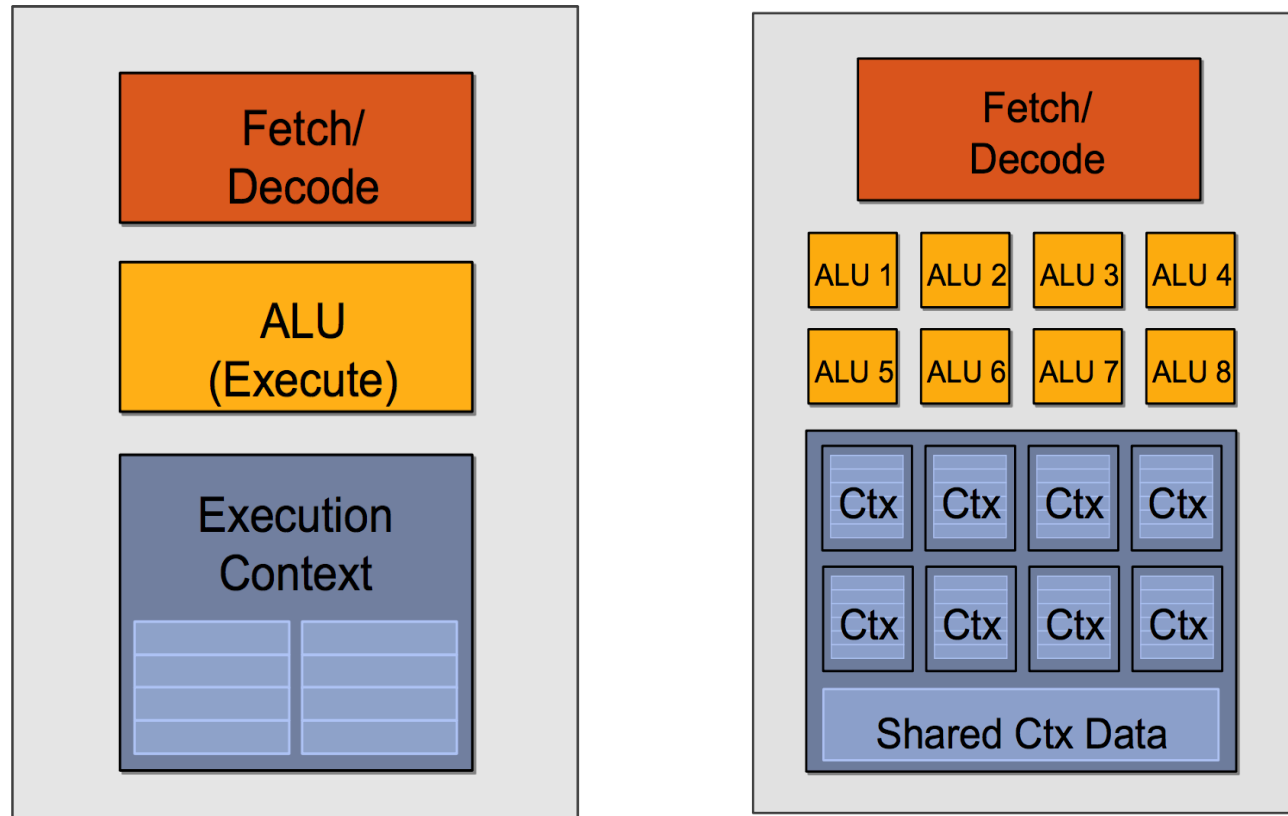 Fetch/
Decode
ALU
(Execute)
Execution
Context
Fetch/
Decode
ALU 1 ALU 2 ALU 3 ALU 4
ALU 5 ALU 6 ALU 7 ALU 8
Ctx Ctx Ctx Ctx
Ctx Ctx Ctx Ctx
Shared Ctx Data